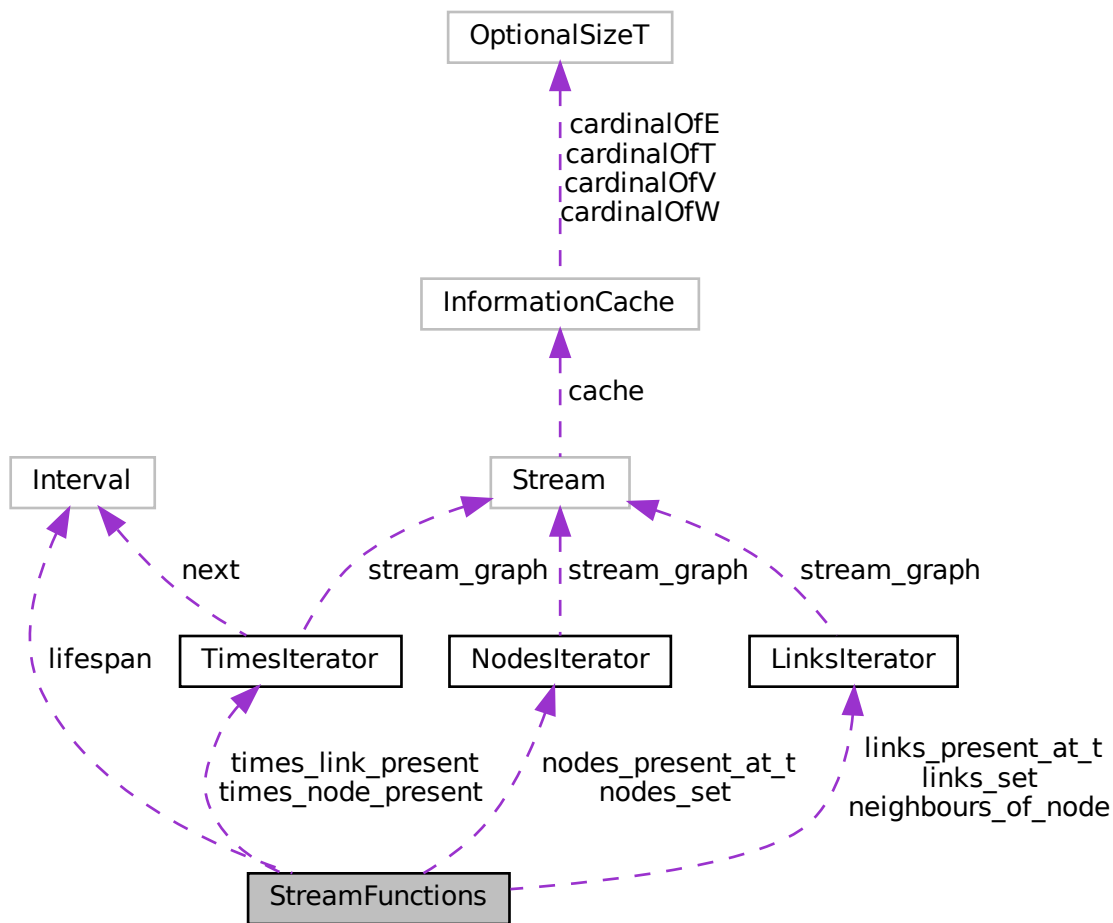 OptionalSizeT
cardinalOfE
cardinalOfT
cardinalOfV
cardinalOfW
InformationCache
cache
Interval
Stream
next
stream_graph
stream_graph
stream_graph
lifespan
TimesIterator
NodesIterator
LinksIterator
times_link_present
times_node_present
nodes_present_at_t
nodes_set
links_present_at_t
links_set
neighbours_of_node
StreamFunctions